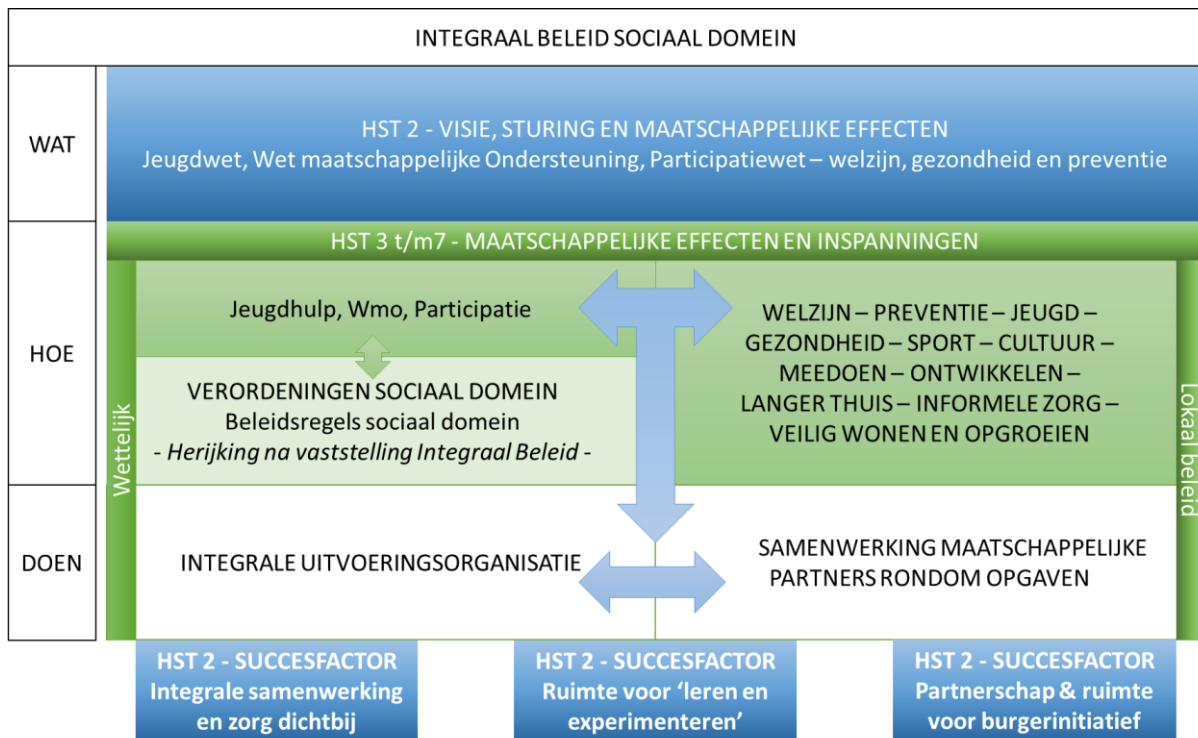 INTEGRAAL BELEID SOCIAAL DOMEIN
WAT
HST 2 - VISIE, STURING EN MAATSCHAPPELIJKE EFFECTEN
Jeugdwet, Wet maatschappelijke Ondersteuning, Participatiewet – welzijn, gezondheid en preventie
HOE
HST 3 t/m7 - MAATSCHAPPELIJKE EFFECTEN EN INSPANNINGEN
Wettelijk
Jeugdhulp, Wmo, Participatie
VERORDENINGEN SOCIAAL DOMEIN
Beleidsregels sociaal domein
- Herijking na vaststelling Integraal Beleid -
WELZIJN – PREVENTIE – JEUGD –
GEZONDHEID – SPORT – CULTUUR –
MEEDOEN – ONTWIKKELEN –
LANGER THUIS – INFORMELE ZORG –
VEILIG WONEN EN OPGROEIEN
Lokaal beleid
DOEN
INTEGRALE UITVOERINGSORGANISATIE
SAMENWERKING MAATSCHAPPELIJKE
PARTNERS RONDOM OPGAVEN
HST 2 - SUCCESFACTOR
Integrale samenwerking
en zorg dichtbij
HST 2 - SUCCESFACTOR
Ruimte voor ‘leren en
experimenteren’
HST 2 - SUCCESFACTOR
Partnerschap & ruimte
voor burgerinitiatief